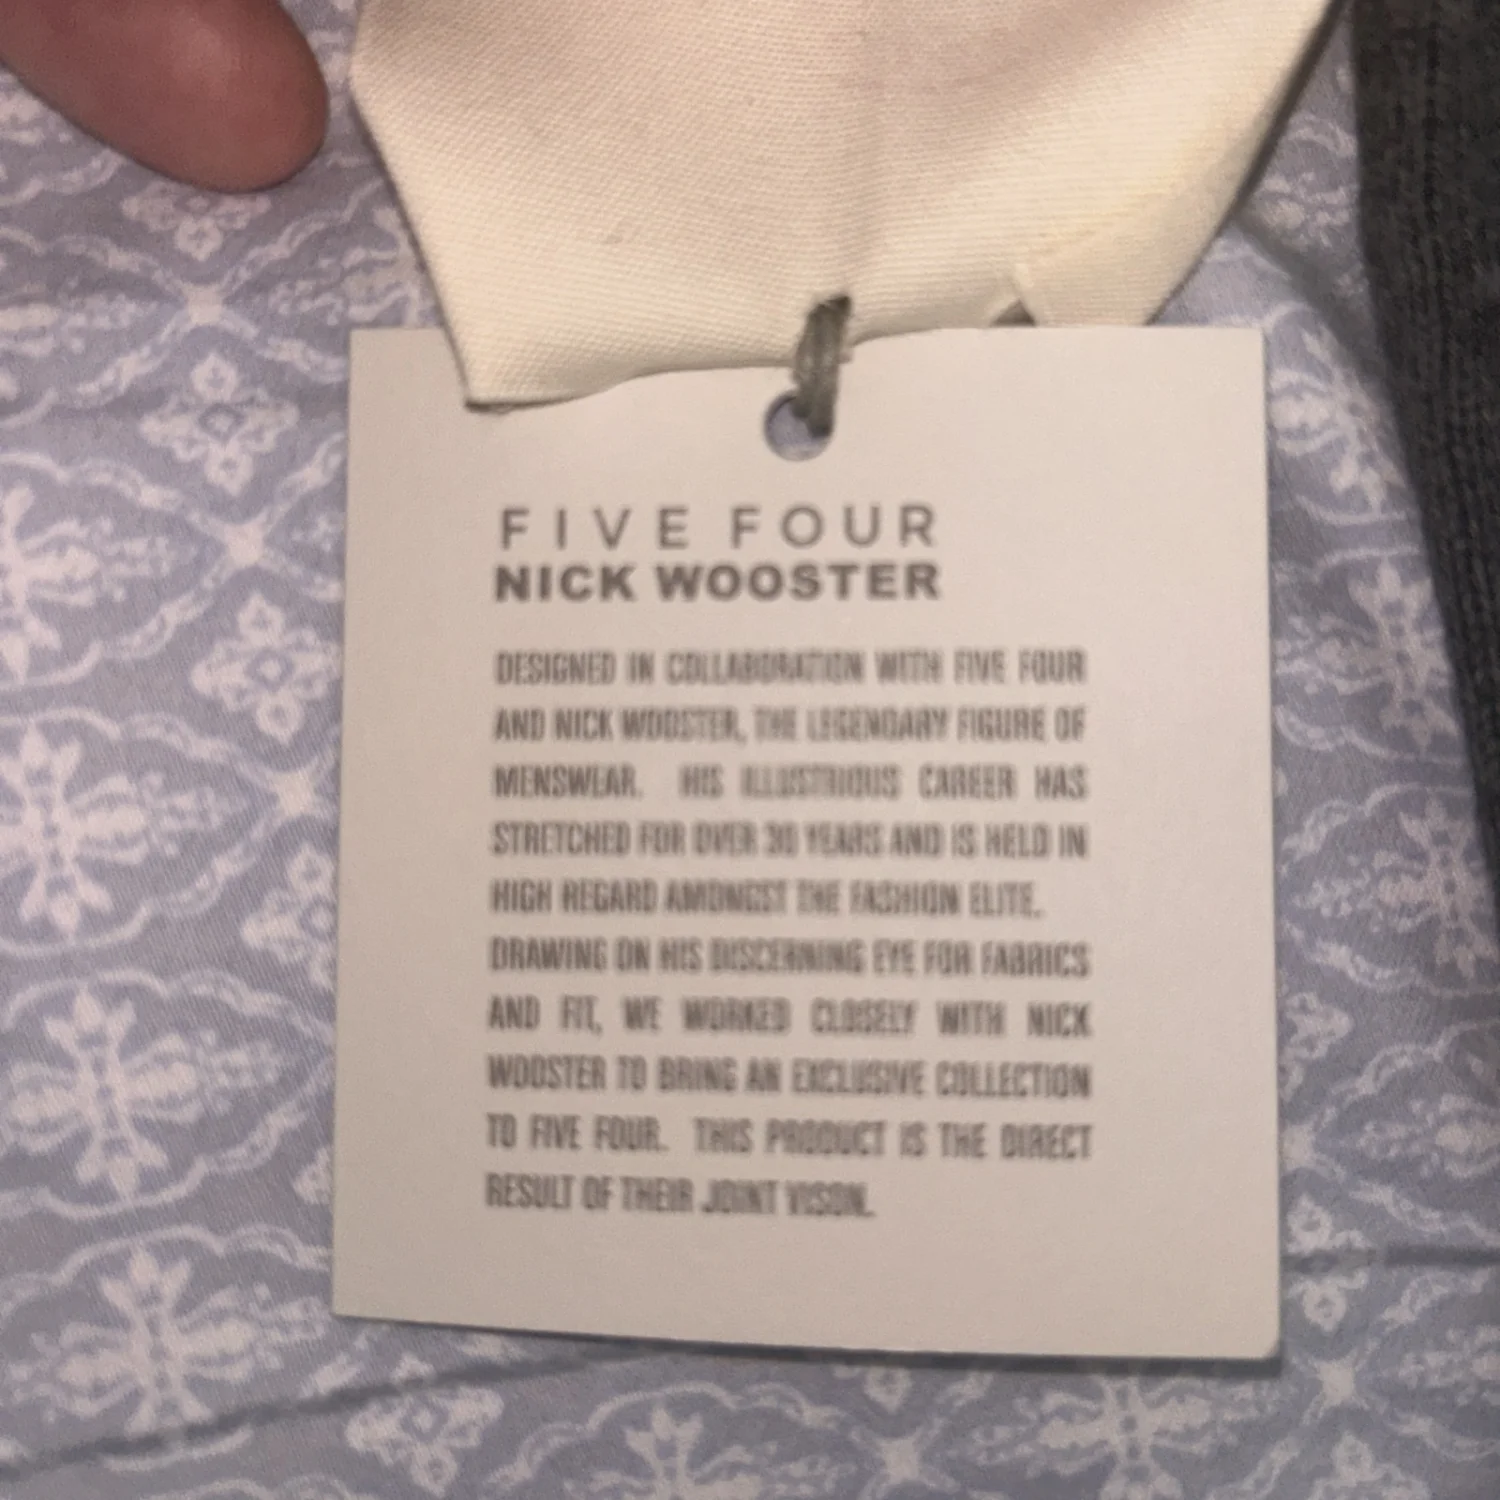 FIVE FOUR
NICK WOOSTER
DESIGNED IN COLLABORATION WITH FIVE FOUR
AND NICK WOOSTER, THE LEGENDARY FIGURE OF
MENSWEAR. HIS ILLUSTRIOUS CAREER HAS
STRETCHED FOR OVER 30 YEARS AND IS HELD IN
HIGH REGARD AMONGST THE FASHION ELITE.
DRAWING ON HIS DISCERNING EYE FOR FABRICS
AND FIT, WE WORKED CLOSELY WITH NICK
WOOSTER TO BRING AN EXCLUSIVE COLLECTION
TO FIVE FOUR. THIS PRODUCT IS THE DIRECT
RESULT OF THEIR JOINT VISON.